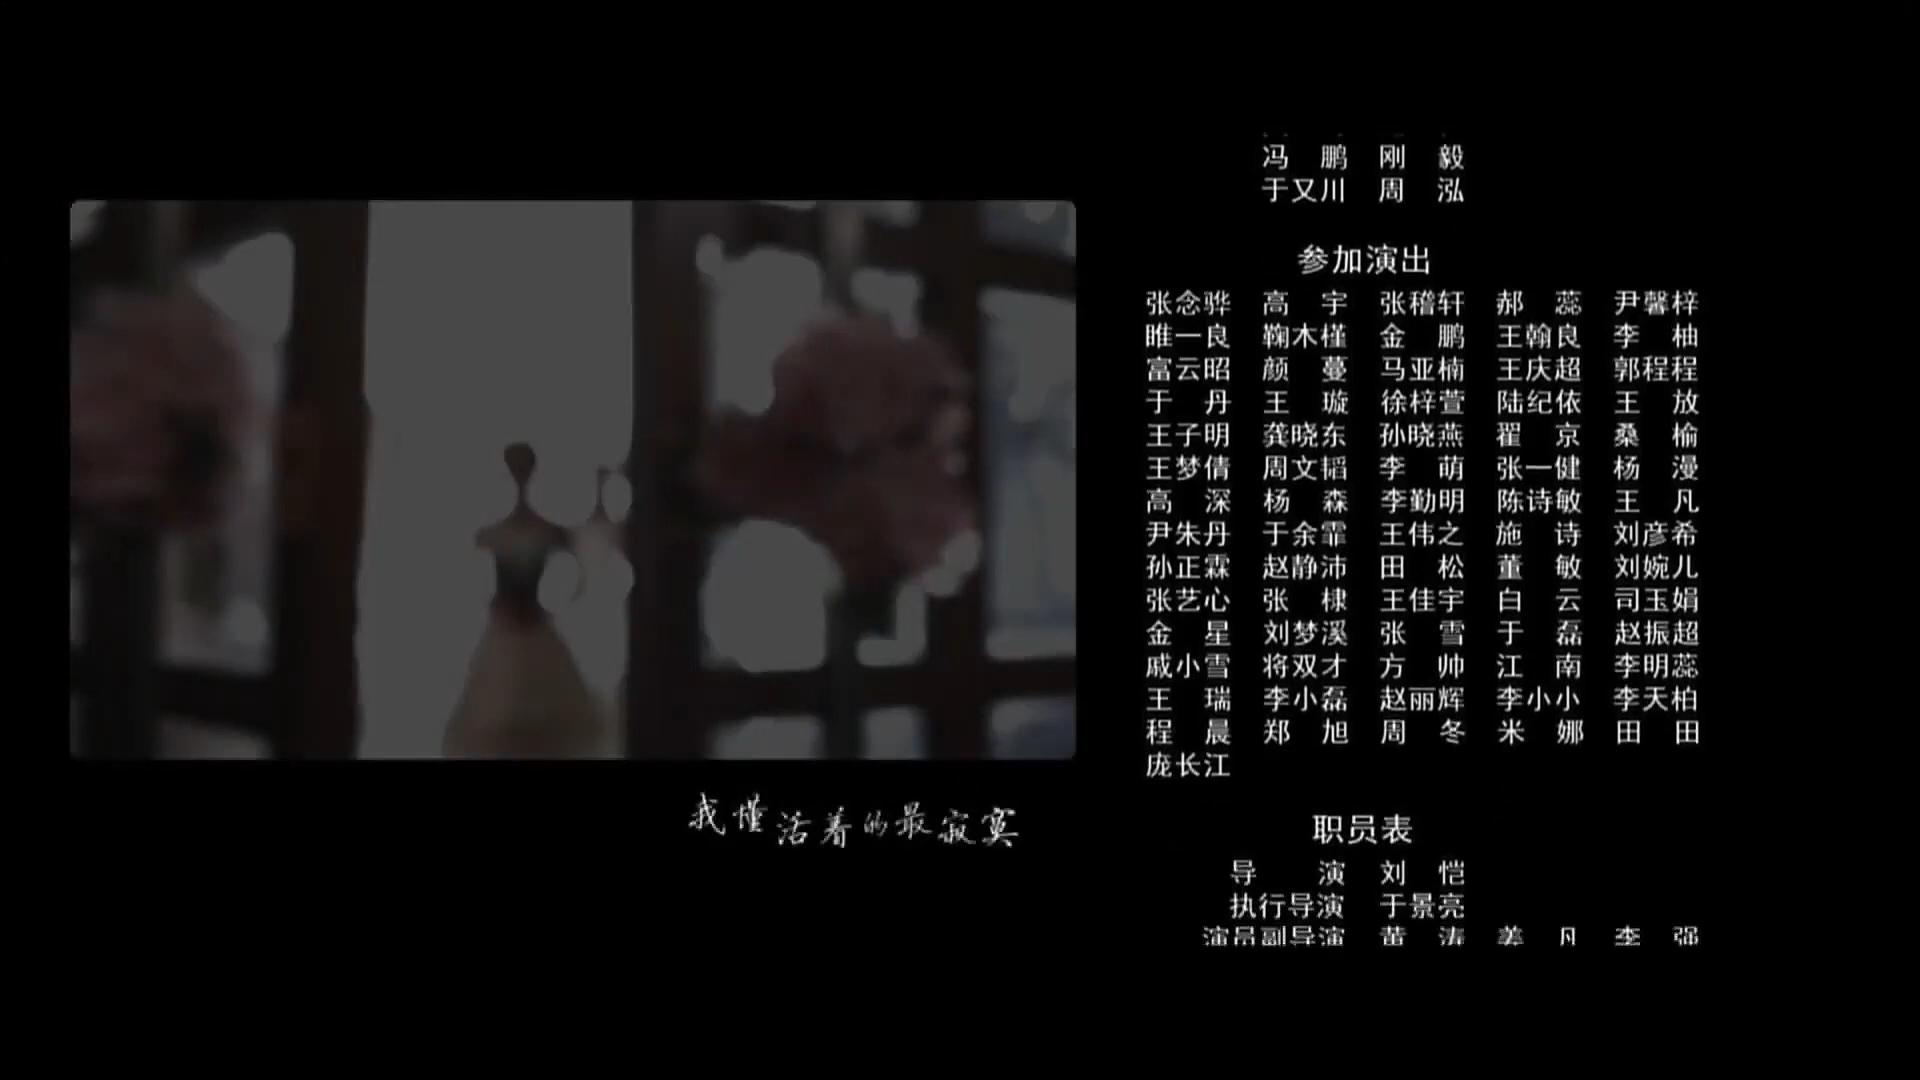 冯 鹏 刚 毅
于又川 周 泓
参加演出
张念骅 高 宇 张稽轩 郝 蕊 尹馨梓
睢一良 鞠木槿 金 鹏 王翰良 李 柚
富云昭 颜 蔓 马亚楠 王庆超 郭程程
于 丹 王 璇 徐梓萱 陆纪依 王 放
王子明 龚晓东 孙晓燕 翟 京 桑 榆
王梦倩 周文韬 李 萌 张一健 杨 漫
高 深 杨 森 李勤明 陈诗敏 王 凡
尹朱丹 于余霏 王伟之 施 诗 刘彦希
孙正霖 赵静沛 田 松 董 敏 刘婉儿
张艺心 张 棣 王佳宇 白 云 司玉娟
金 星 刘梦溪 张 雪 于 磊 赵振超
戚小雪 将双才 方 帅 江 南 李明蕊
王 瑞 李小磊 赵丽辉 李小小 李天柏
程 晨 郑 旭 周 冬 米 娜 田 田
庞长江
我懂活着的最寂寞
职员表
导 演 刘 恺
执行导演 于景亮
演员副导演 黄 涛 姜 丹 李 强